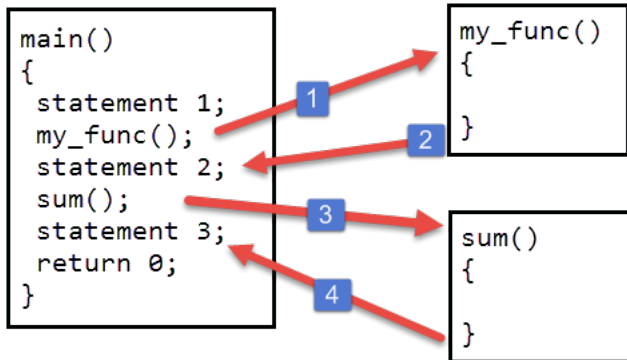 main()
{
statement 1;
my_func();
statement 2;
sum();
statement 3;
return 0;
}
1
2
3
4
my_func()
{
}
sum()
{
}